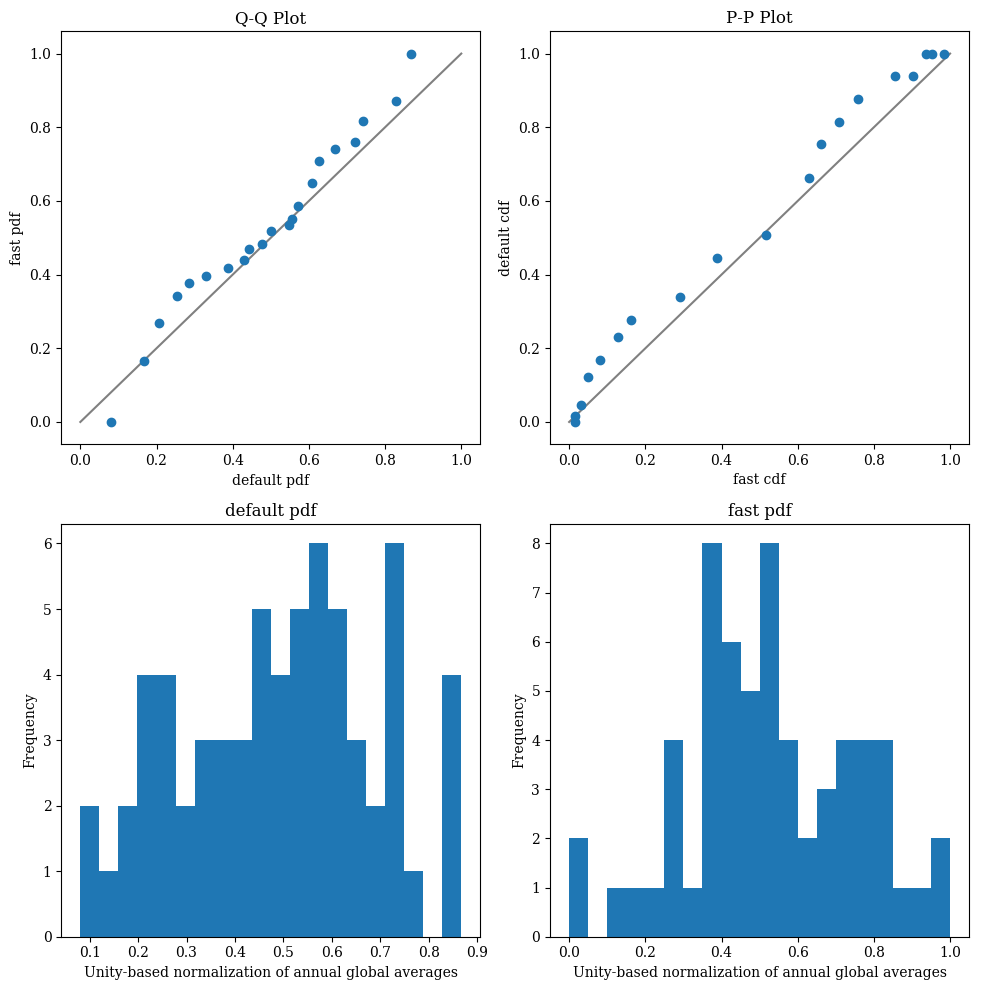 Q-Q Plot
1.0
0.8
0.6
0.4
0.2
0.0
fast pdf
0.0 0.2 0.4 0.6 0.8 1.0
default pdf
P-P Plot
1.0
0.8
0.6
0.4
0.2
0.0
default cdf
0.0 0.2 0.4 0.6 0.8 1.0
fast cdf
default pdf
6
5
4
3
2
1
0
Frequency
0.1 0.2 0.3 0.4 0.5 0.6 0.7 0.8 0.9
Unity-based normalization of annual global averages
fast pdf
8
7
6
5
4
3
2
1
0
Frequency
0.0 0.2 0.4 0.6 0.8 1.0
Unity-based normalization of annual global averages